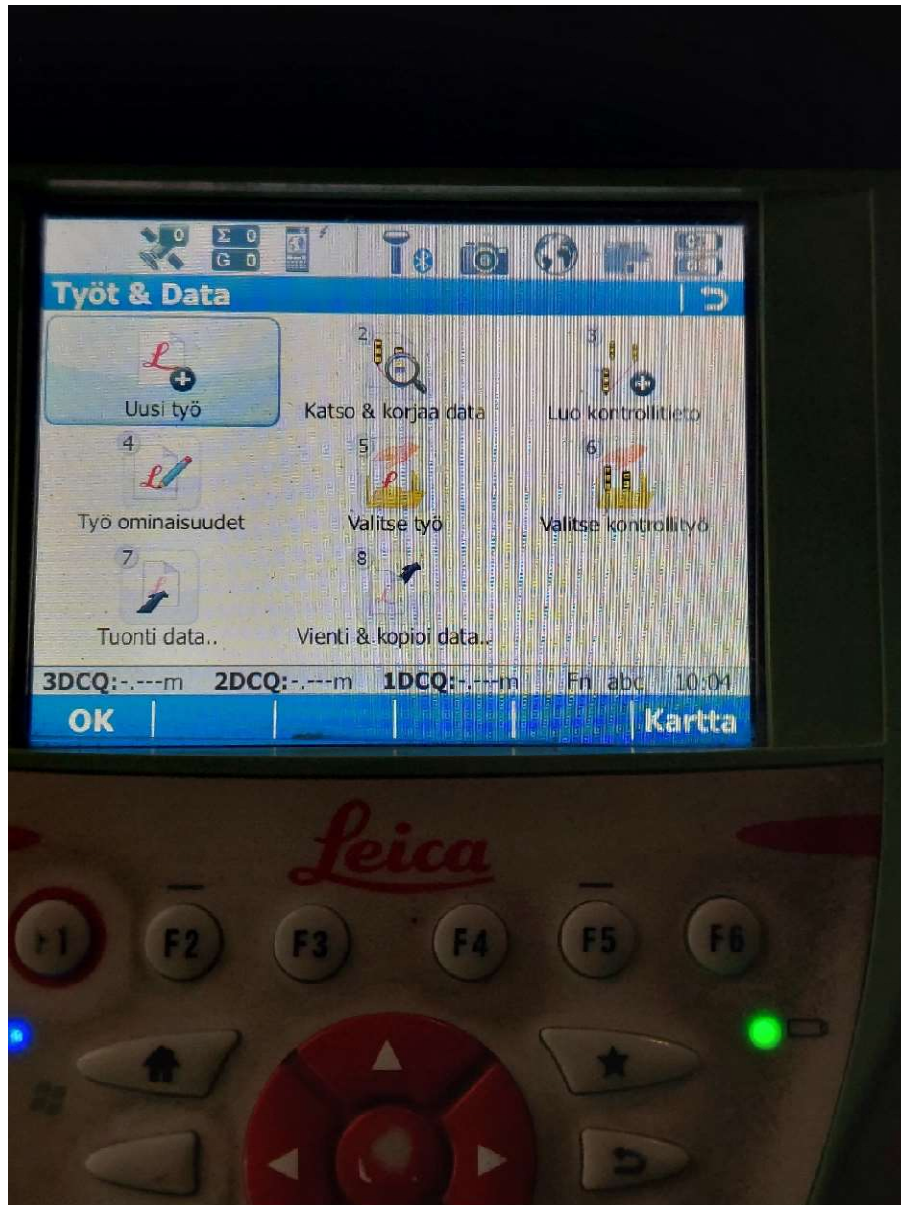 0
Σ 0
G 0
Työt & Data
Uusi työ
2
Katso & korjaa data
3
Luo kontrollitieto
4
Työ ominaisuudet
5
Valitse työ
6
Valitse kontrollityö
7
Tuonti data..
8
Vienti & kopioi data..
3DCQ:-.---m 2DCQ:-.---m 1DCQ:-.---m Fn abc 10:04
OK Kartta
Leica
F1 F2 F3 F4 F5 F6